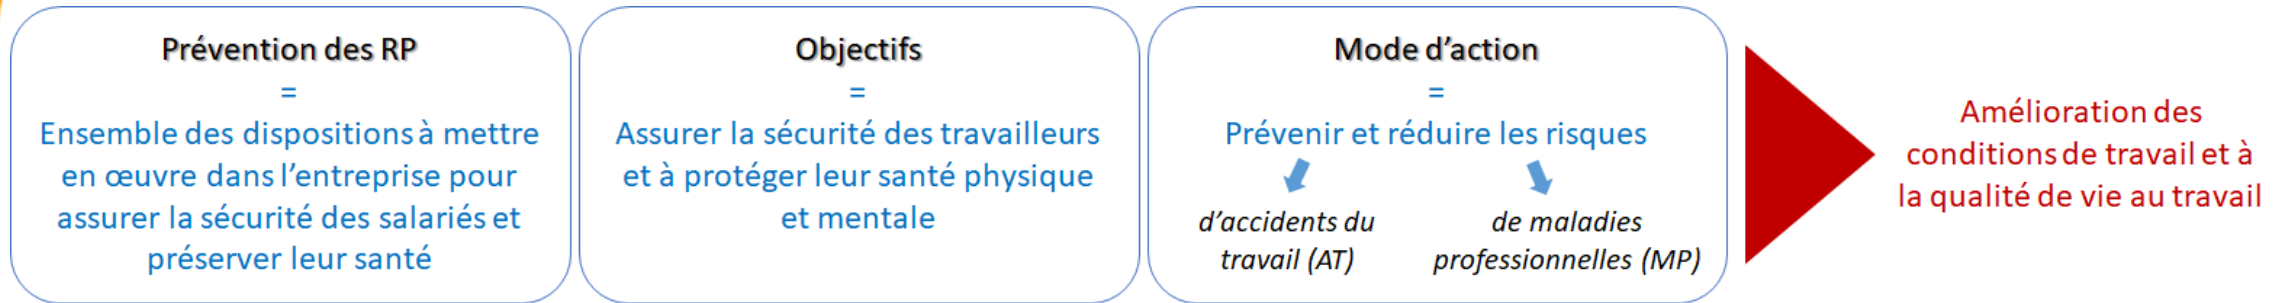 Prévention des RP
=
Ensemble des dispositions à mettre
en œuvre dans l’entreprise pour
assurer la sécurité des salariés et
préserver leur santé
Objectifs
=
Assurer la sécurité des travailleurs
et à protéger leur santé physique
et mentale
Mode d’action
=
Prévenir et réduire les risques
d’accidents du
travail (AT)
de maladies
professionnelles (MP)
Amélioration des
conditions de travail et à
la qualité de vie au travail